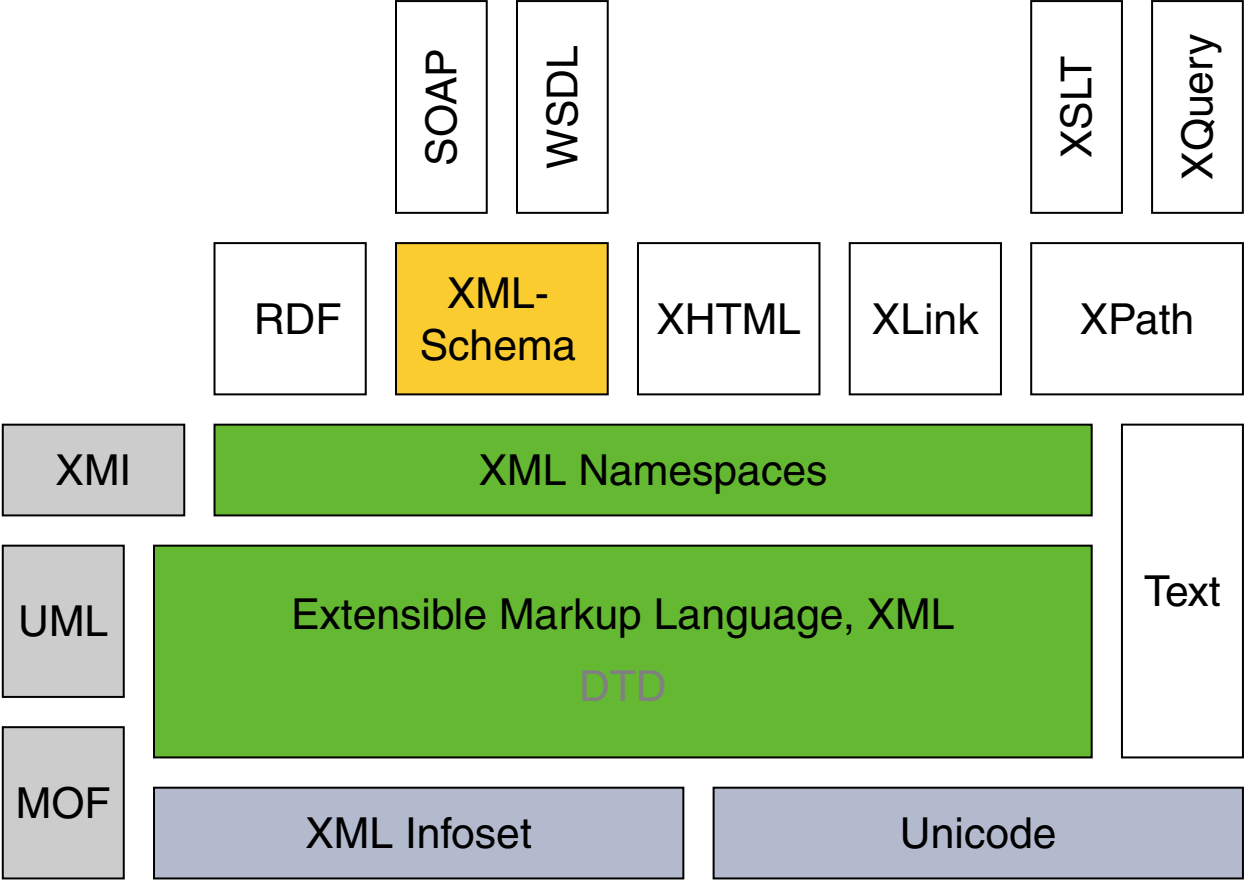 SOAP
WSDL
XSLT
XQuery
RDF
XML-
Schema
XHTML
XLink
XPath
XMI
XML Namespaces
Text
UML
Extensible Markup Language, XML
DTD
MOF
XML Infoset
Unicode